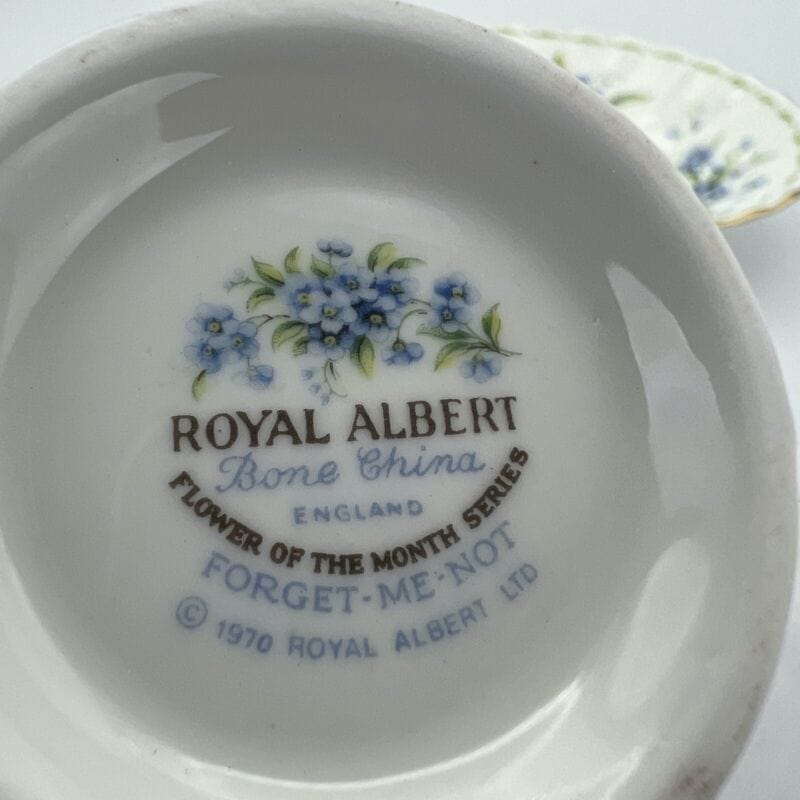 ROYAL ALBERT
Bone China
ENGLAND
FLOWER OF THE MONTH SERIES
FORGET-ME-NOT
© 1970 ROYAL ALBERT LTD